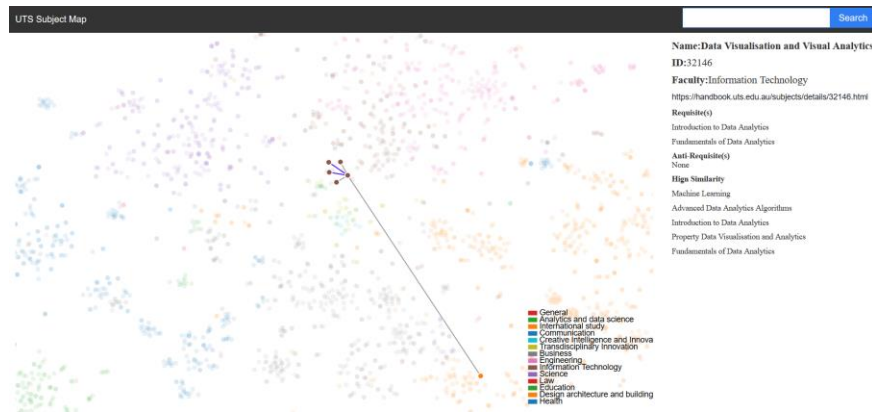 UTS Subject Map
Search
Name:Data Visualisation and Visual Analytics
ID:32146
Faculty:Information Technology
https://handbook.uts.edu.au/subjects/details/32146.html
Requisite(s)
Introduction to Data Analytics
Fundamentals of Data Analytics
Anti-Requisite(s)
None
Hign Similarity
Machine Learning
Advanced Data Analytics Algorithms
Introduction to Data Analytics
Property Data Visualisation and Analytics
Fundamentals of Data Analytics
General
Analytics and data science
International study
Communication
Creative Intelligence and Innova
Transdisciplinary Innovation
Business
Engineering
Information Technology
Science
Law
Education
Design architecture and building
Health